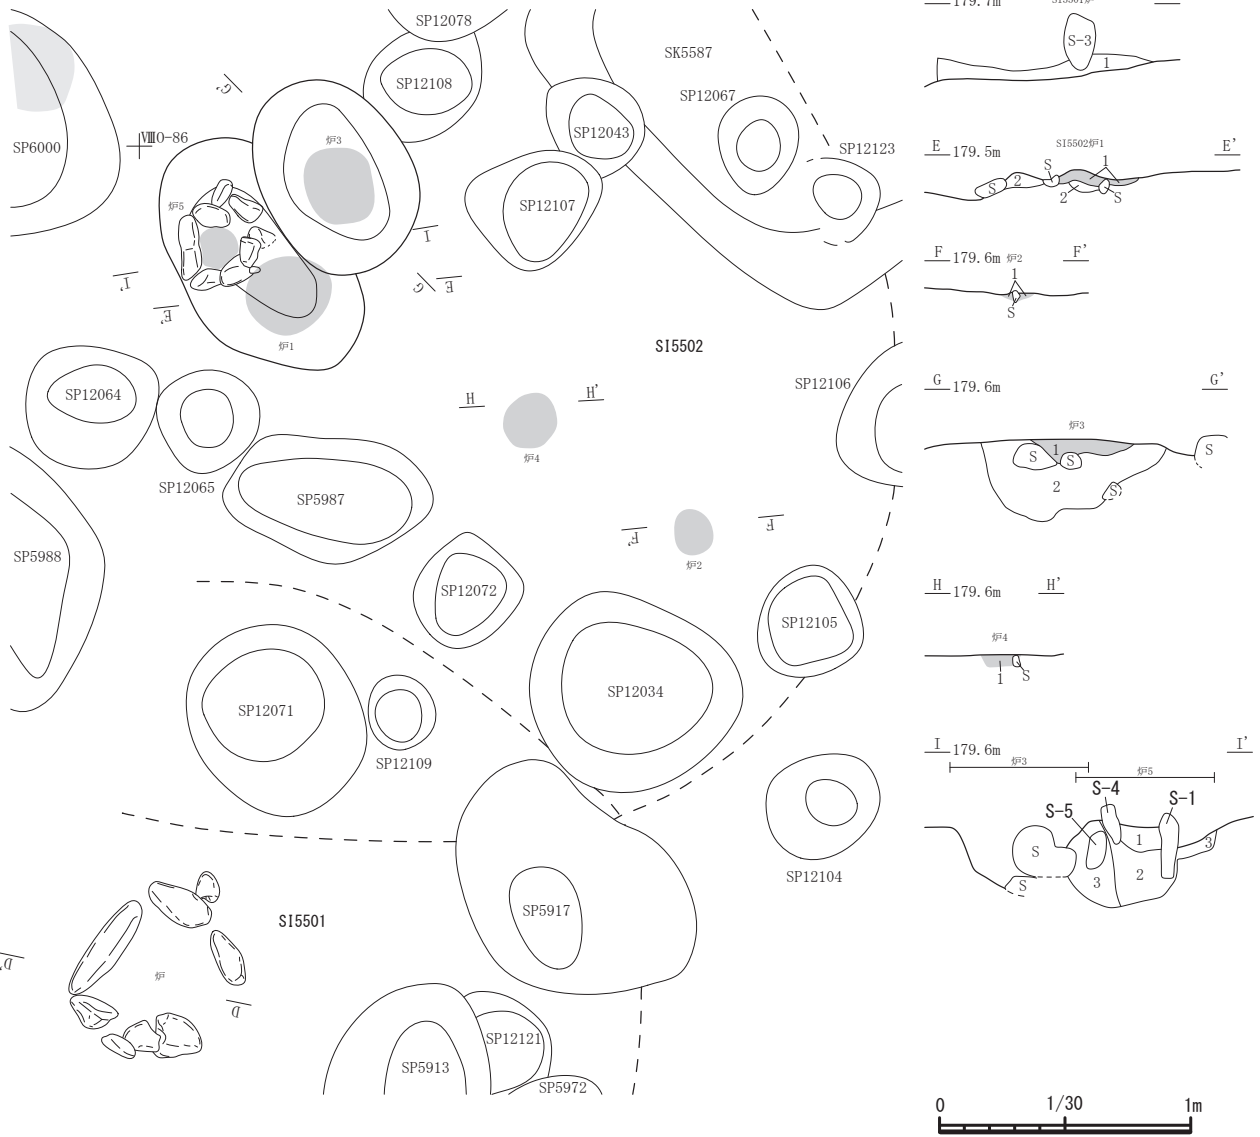 SP12078
SP12108
SP6000
ⅧO-86
G'
炉3
炉5
炉1
I
I'
G
E
E'
SK5587
SP12067
SP12043
SP12123
SP12107
SI5502
SP12106
SP12064
SP12065
H
H'
炉4
SP5987
SP5988
F'
F
炉2
SP12072
SP12105
SP12034
SP12071
SP12109
SP12104
SP5917
SI5501
炉
D'
D
SP5913
SP12121
SP5972
179.7m
S-3
1
E 179.5m
SI5502炉1
E'
S
2
S
1
2
S
F 179.6m
炉2
F'
1
S
G 179.6m
G'
炉3
S
1
S
S
2
S
H 179.6m
H'
炉4
1
S
I 179.6m
I'
炉3
炉5
S-4
S-5
S-1
S
1
3
S
3
2
0
1/30
1m